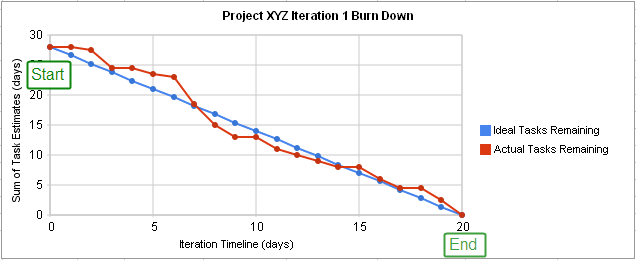 Project XYZ Iteration 1 Burn Down
Sum of Task Estimates (days)
30
Start
20
15
10
5
0
0
5
10
15
20
Iteration Timeline (days)
End
Ideal Tasks Remaining
Actual Tasks Remaining